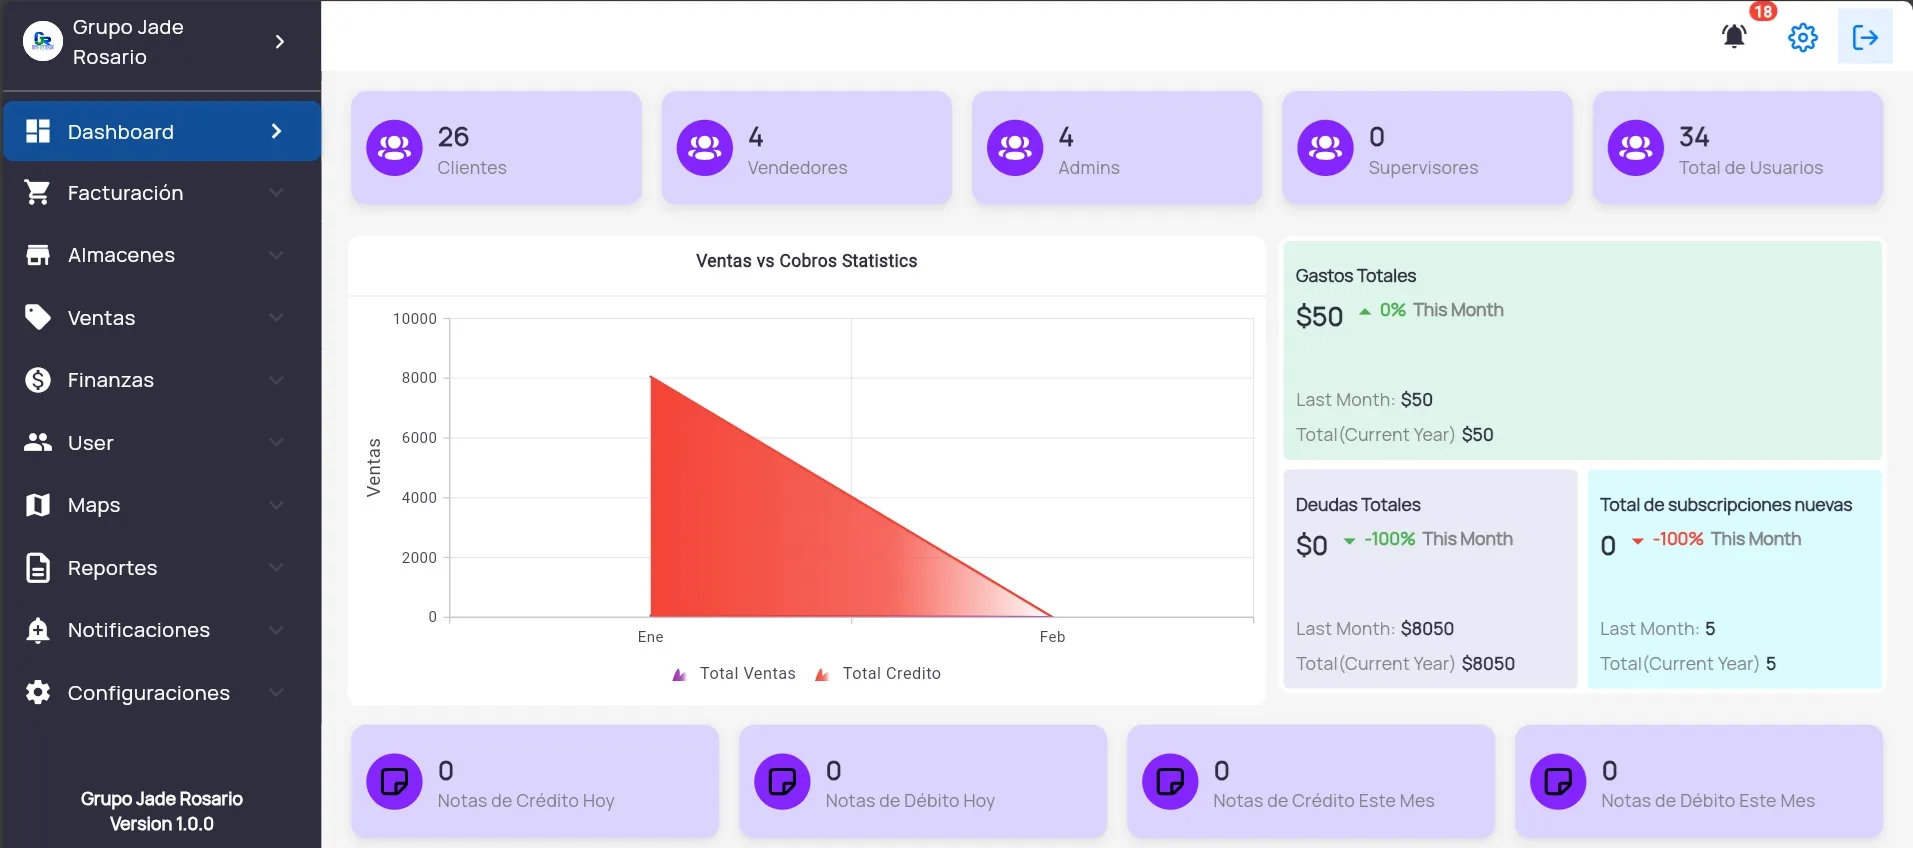 Grupo Jade
Rosario
18
Dashboard
Facturación
Almacenes
Ventas
Finanzas
User
Maps
Reportes
Notificaciones
Configuraciones
Grupo Jade Rosario
Version 1.0.0
26
Clientes
4
Vendedores
4
Admins
0
Supervisores
34
Total de Usuarios
Ventas vs Cobros Statistics
Ventas
10000
8000
6000
4000
2000
0
Ene
Feb
Total Ventas
Total Credito
Gastos Totales
$50 0% This Month
Last Month: $50
Total(Current Year) $50
Deudas Totales
$0 -100% This Month
Last Month: $8050
Total(Current Year) $8050
Total de subscripciones nuevas
0 -100% This Month
Last Month: 5
Total(Current Year) 5
0
Notas de Crédito Hoy
0
Notas de Débito Hoy
0
Notas de Crédito Este Mes
0
Notas de Débito Este Mes